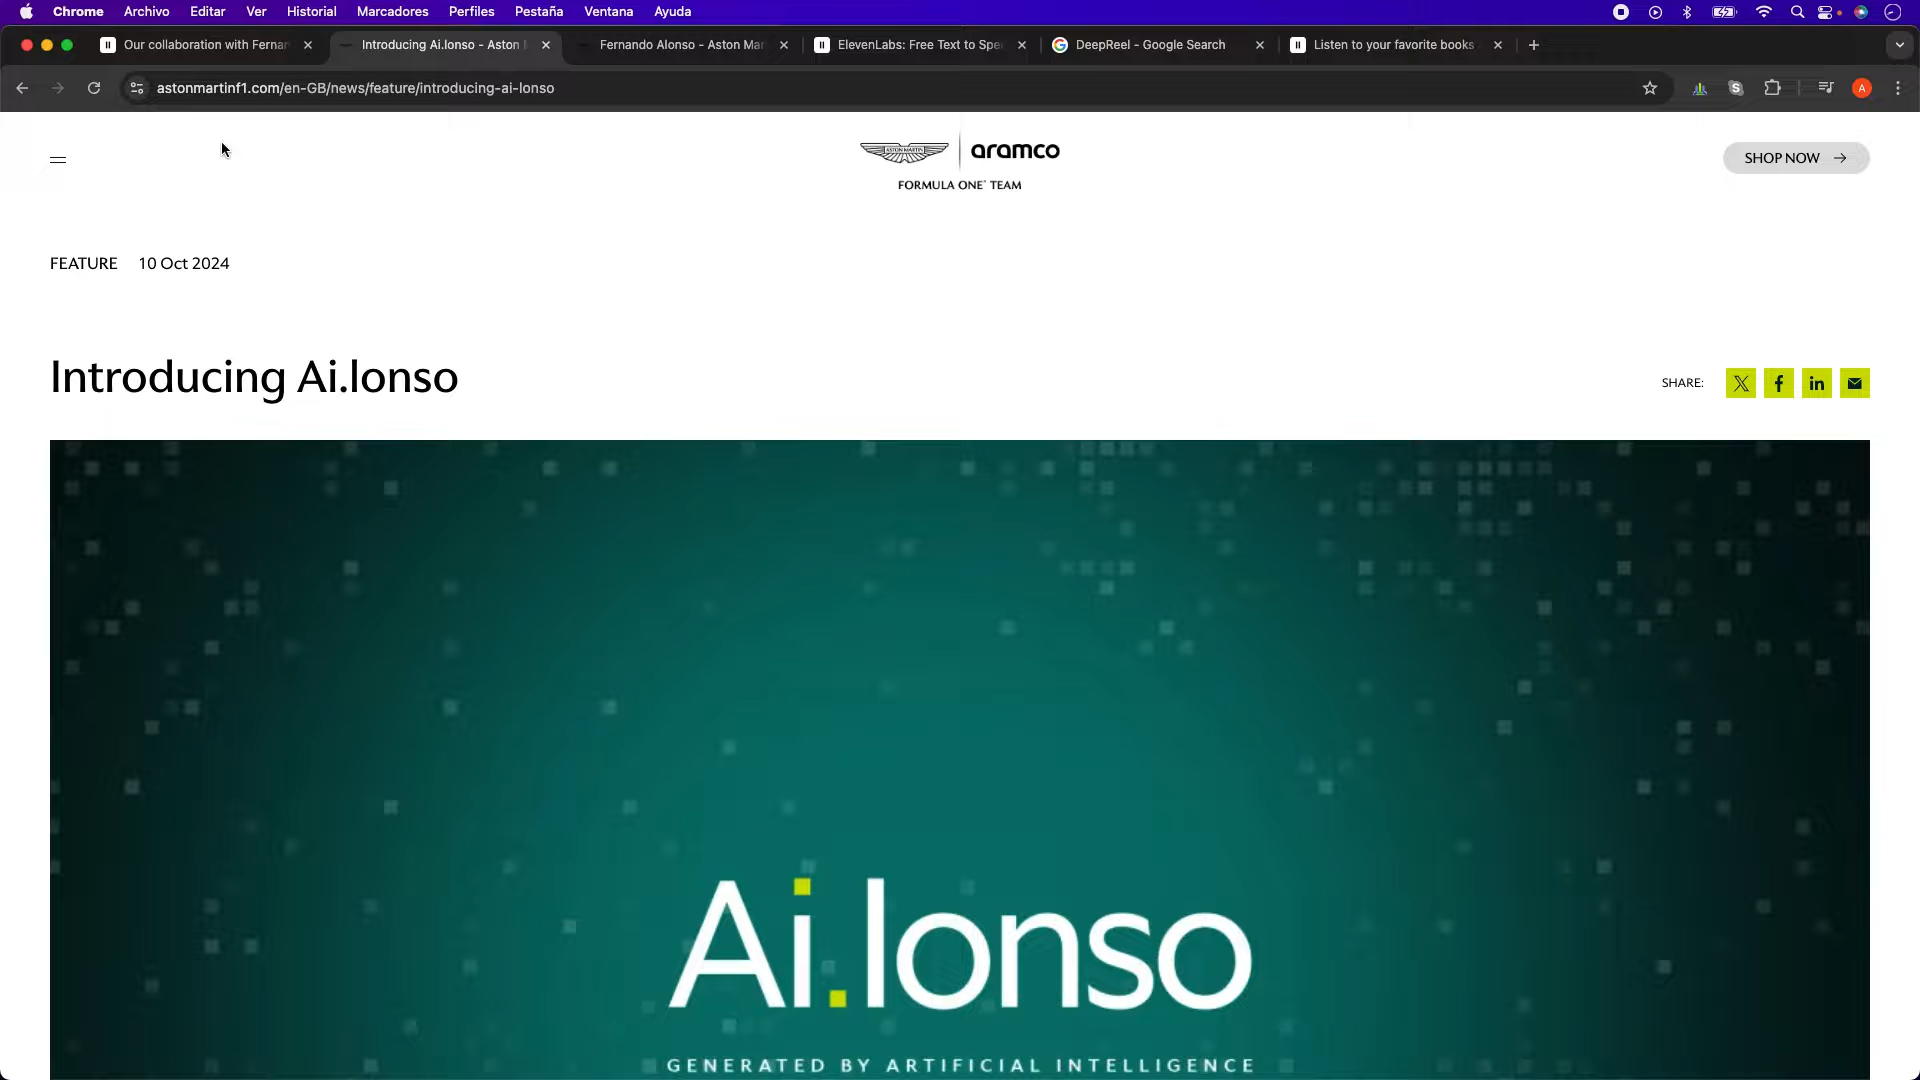 Chrome Archivo Editar Ver Historial Marcadores Perfiles Pestaña Ventana Ayuda
Our collaboration with Fernan
Introducing Ai.lonso - Aston
Fernando Alonso - Aston Mar
ElevenLabs: Free Text to Spe
DeepReel - Google Search
Listen to your favorite books
astonmartinf1.com/en-GB/news/feature/introducing-ai-lonso
S
A
ASTON MARTIN
aramco
FORMULA ONE™ TEAM
SHOP NOW
FEATURE 10 Oct 2024
Introducing Ai.lonso
SHARE:
Ai.lonso
GENERATED BY ARTIFICIAL INTELLIGENCE